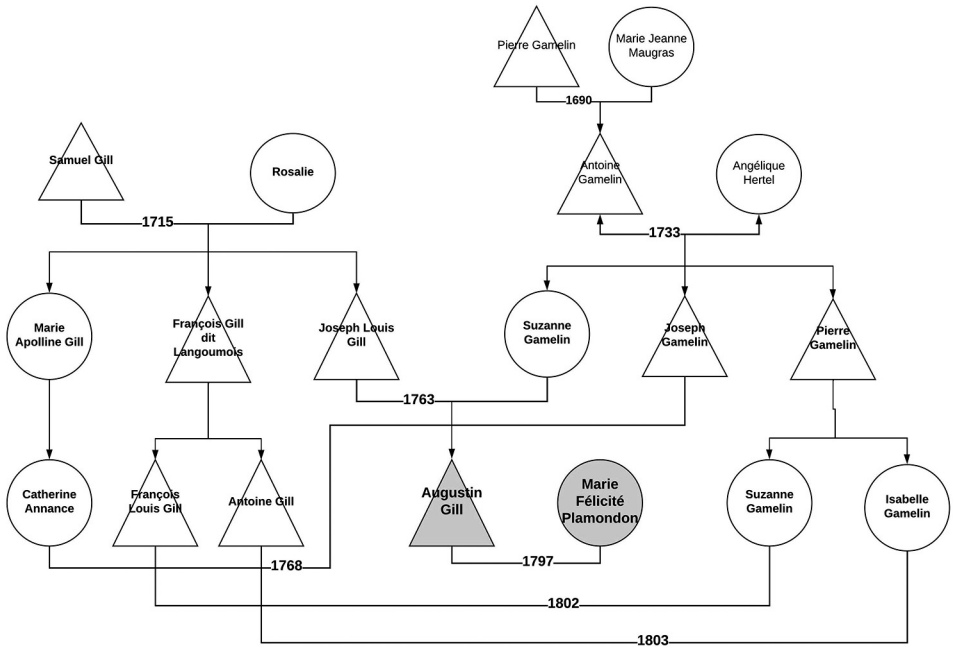 Pierre Gamelin
Marie Jeanne
Maugras
1690
Samuel Gill
Rosalie
Antoine
Gamelin
Angélique
Hertel
1715
1733
Marie
Apolline Gill
François Gill
dit
Langoumois
Joseph Louis
Gill
Suzanne
Gamelin
Joseph
Gamelin
Pierre
Gamelin
1763
Catherine
Annance
François
Louis Gill
Antoine Gill
Augustin
Gill
Marie
Félicité
Plamondon
Suzanne
Gamelin
Isabelle
Gamelin
1768
1797
1802
1803